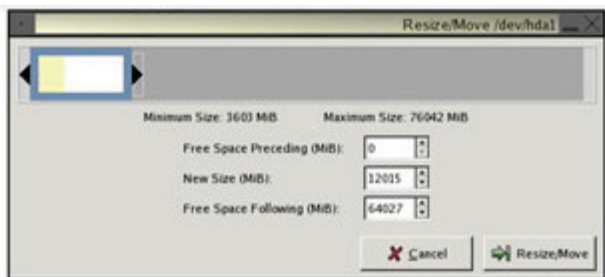 Resize/Move /dev/hda1
Minimum Size: 3603 MiB Maximum Size: 76042 MiB
Free Space Preceding (MiB): 0
New Size (MiB): 12015
Free Space Following (MiB): 64027
Cancel Resize/Move